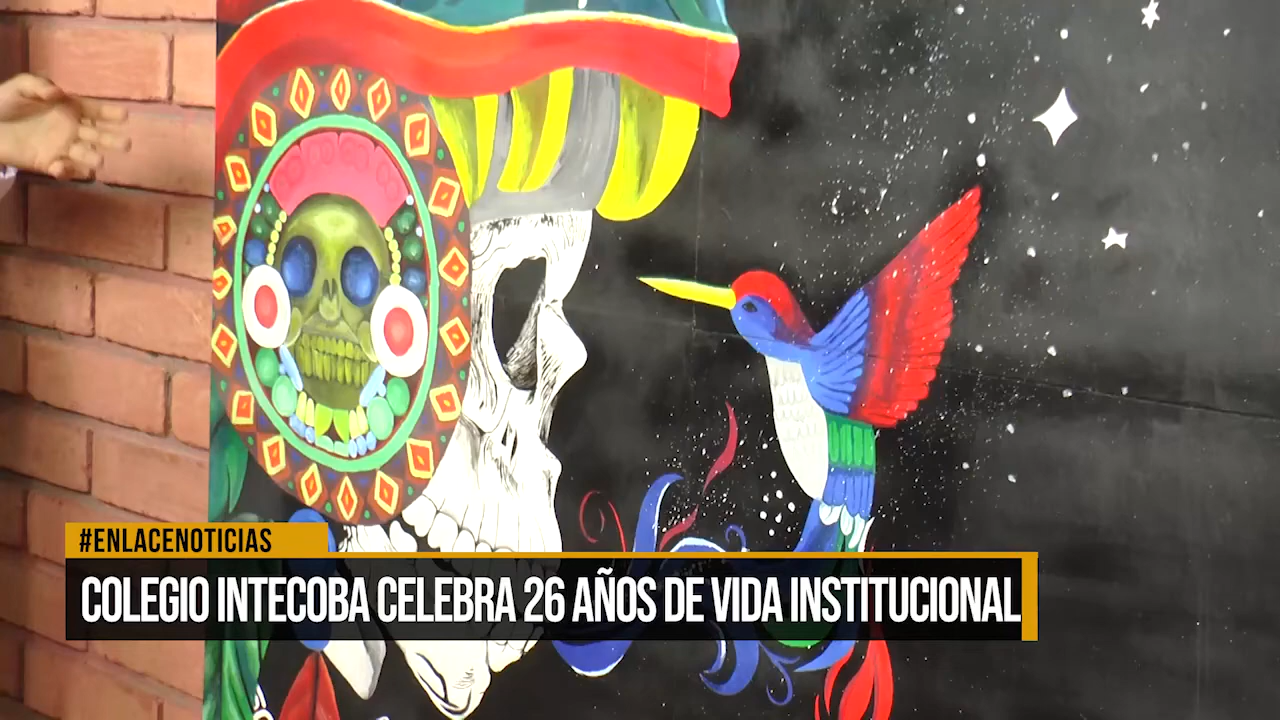 #ENLACENOTICIAS
COLEGIO INTECOBA CELEBRA 26 AÑOS DE VIDA INSTITUCIONAL